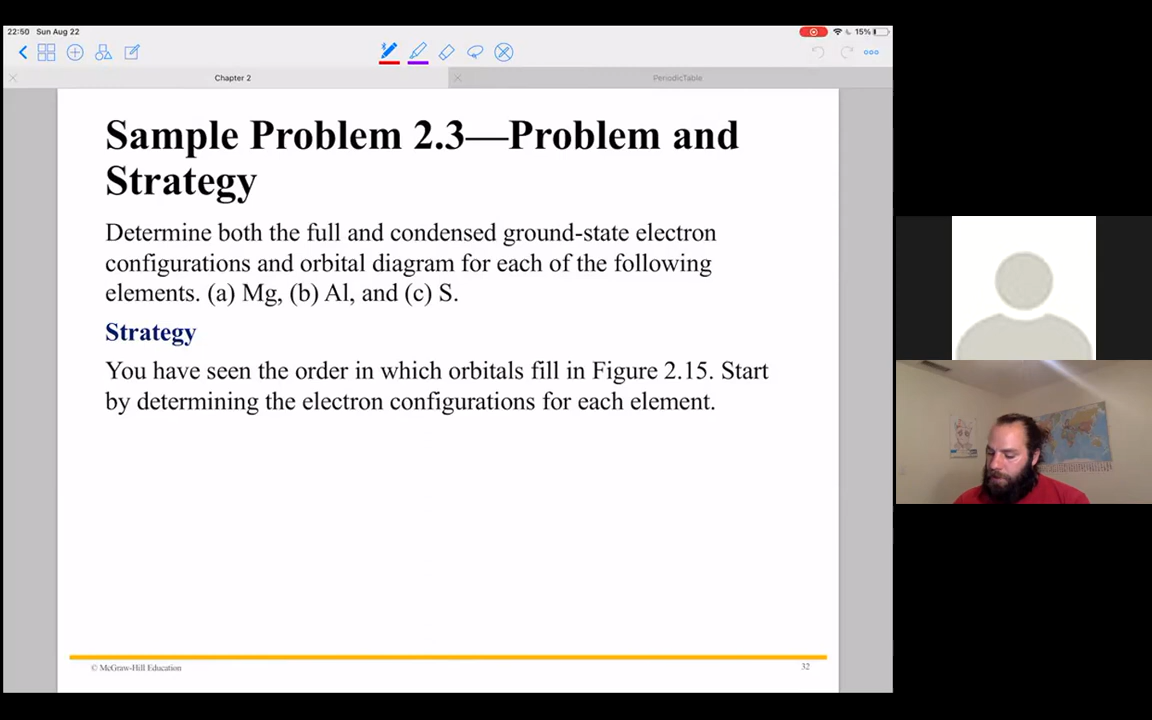 22:50 Sun Aug 22
15%
Chapter 2
PeriodicTable
Sample Problem 2.3—Problem and
Strategy
Determine both the full and condensed ground-state electron
configurations and orbital diagram for each of the following
elements. (a) Mg, (b) Al, and (c) S.
Strategy
You have seen the order in which orbitals fill in Figure 2.15. Start
by determining the electron configurations for each element.
© McGraw-Hill Education
32